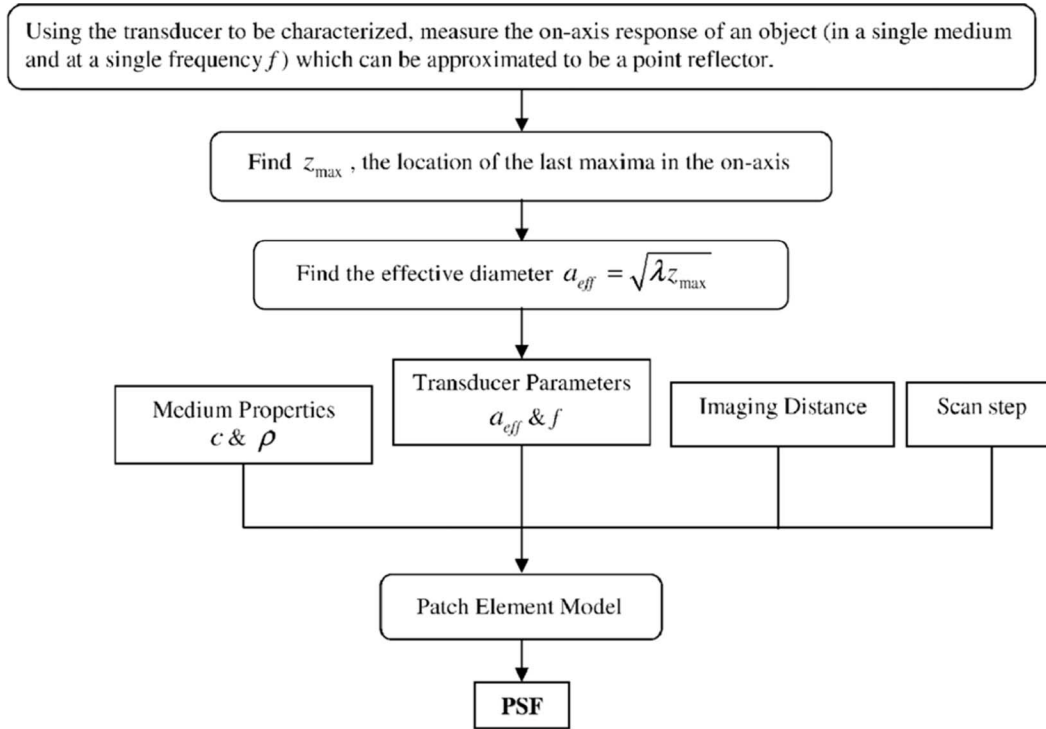 Using the transducer to be characterized, measure the on-axis response of an object (in a single medium
and at a single frequency f ) which can be approximated to be a point reflector.
Find z_max , the location of the last maxima in the on-axis
Find the effective diameter a_eff = √λz_max
Transducer Parameters
a_eff & f
Medium Properties
c & ρ
Imaging Distance
Scan step
Patch Element Model
PSF